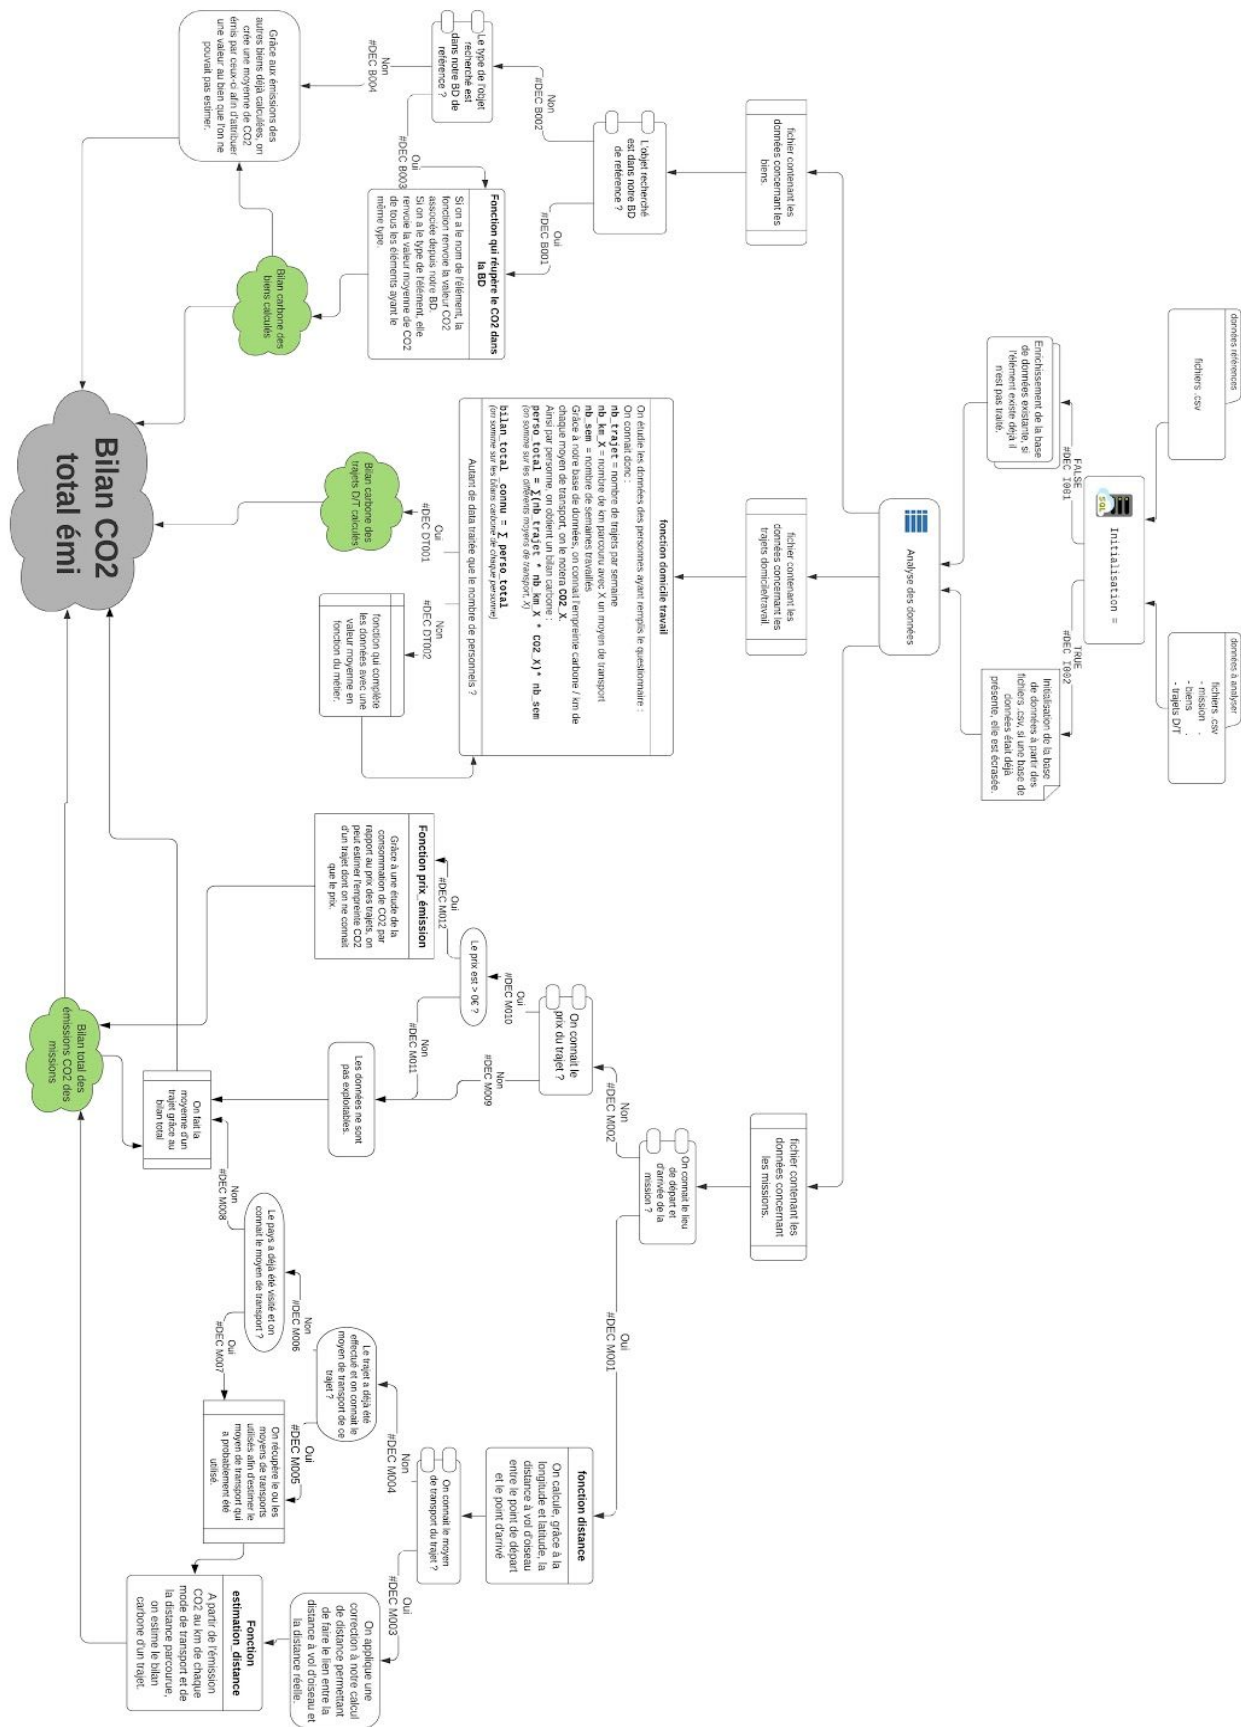 données références
fichiers .csv
données à analyser
fichiers .csv
- mission .
- biens .
- trajets D/T
SQL
Initialisation =
FALSE
#DEC I001
TRUE
#DEC I002
Enrichissement de la base
de données existante, si
l'élément existe déjà il
n'est pas traité.
Initialisation de la base
de données à partir des
fichiers .csv, si une base de
données était déjà
présente, elle est écrasée.
Analyse des données
fichier contenant les
données concernant les
biens.
fichier contenant les
données concernant les
trajets domicile/travail.
fichier contenant les
données concernant
les missions.
L'objet recherché
est dans notre BD
de reférence ?
Non
#DEC B002
Oui
#DEC B001
Le type de l'objet
recherché est
dans notre BD de
reférence ?
Non
#DEC B004
Oui
#DEC B003
Fonction qui réupère le CO2 dans
la BD
Si on a le nom de l'élément, la
fonction renvoie la valeur CO2
associée depuis notre BD.
Si on a le type de l'élément, elle
renvoie la valeur moyenne de CO2
de tous les éléments ayant le
même type.
Grâce aux émissions des
autres biens déjà calculées, on
crée une moyenne de CO2
émis par ceux-ci afin d'attribuer
une valeur au bien que l'on ne
pouvait pas estimer.
Bilan carbone des
biens calculés
fonction domicile travail
On étudie les données des personnes ayant remplis le questionnaire :
On connait donc :
nb_trajet = nombre de trajets par semaine
nb_km_X = nombre de km parcouru avec X un moyen de transport
nb_sem = nombre de semaines travaillés
Grâce à notre base de données, on connait l'empreinte carbone / km de
chaque moyen de transport, on le notera CO2_X.
Ainsi par personne, on obtient un bilan carbone :
perso_total = ∑(nb_trajet * nb_km_X * CO2_X)* nb_sem
(on somme sur les différents moyens de transport, X)
bilan_total _connu = ∑ perso_total
(on somme sur les bilans carbone de chaque personne)
Autant de data traitée que le nombre de personnels ?
Oui
#DEC DT001
Non
#DEC DT002
Bilan carbone des
trajets D/T calculés
fonction qui complète
les données avec une
valeur moyenne en
fonction du métier.
On connait le lieu
de départ et
d'arrivée de la
mission ?
Non
#DEC M002
Oui
#DEC M001
On connait le
prix du trajet ?
Oui
#DEC M010
Non
#DEC M009
Le prix est > 0€ ?
Oui
#DEC M012
Non
#DEC M011
Fonction prix_émission
Grâce à une étude de la
consommation de CO2 par
rapport au prix des trajets, on
peut estimer l'empreinte CO2
d'un trajet dont on ne connait
que le prix.
Les données ne sont
pas exploitables.
fonction distance
On calcule, grâce à la
longitude et latitude, la
distance à vol d'oiseau
entre le point de départ
et le point d'arrivé
On connait le moyen
de transport du trajet ?
Non
#DEC M004
Oui
#DEC M003
Le trajet a déjà été
effectué et on connait le
moyen de transport de ce
trajet ?
Non
#DEC M006
Oui
#DEC M005
On applique une
correction à notre calcul
de distance permettant
de faire le lien entre la
distance à vol d'oiseau et
la distance réelle.
Le pays a déjà été visité et on
connait le moyen de transport ?
Non
#DEC M008
Oui
#DEC M007
On récupère le ou les
moyens de transports
utilisés afin d'estimer le
moyen de transport qui
a probablement été
utilisé.
On fait la
moyenne d'un
trajet grâce au
bilan total
Fonction
estimation_distance
A partir de l'émission
CO2 au km de chaque
mode de transport et de
la distance parcourue,
on estime le bilan
carbone d'un trajet.
Bilan total des
émissions CO2 des
missions
Bilan CO2
total émi